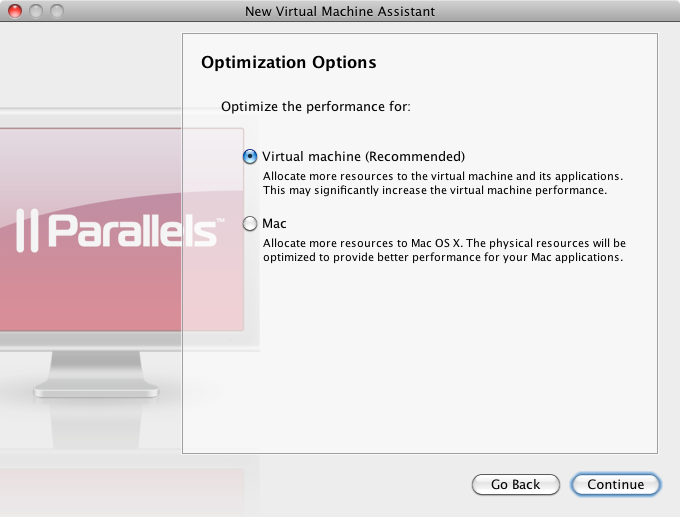 New Virtual Machine Assistant
Optimization Options
Optimize the performance for:
Virtual machine (Recommended)
Allocate more resources to the virtual machine and its applications.
This may significantly increase the virtual machine performance.
Mac
Allocate more resources to Mac OS X. The physical resources will be
optimized to provide better performance for your Mac applications.
Parallels™
Go Back
Continue